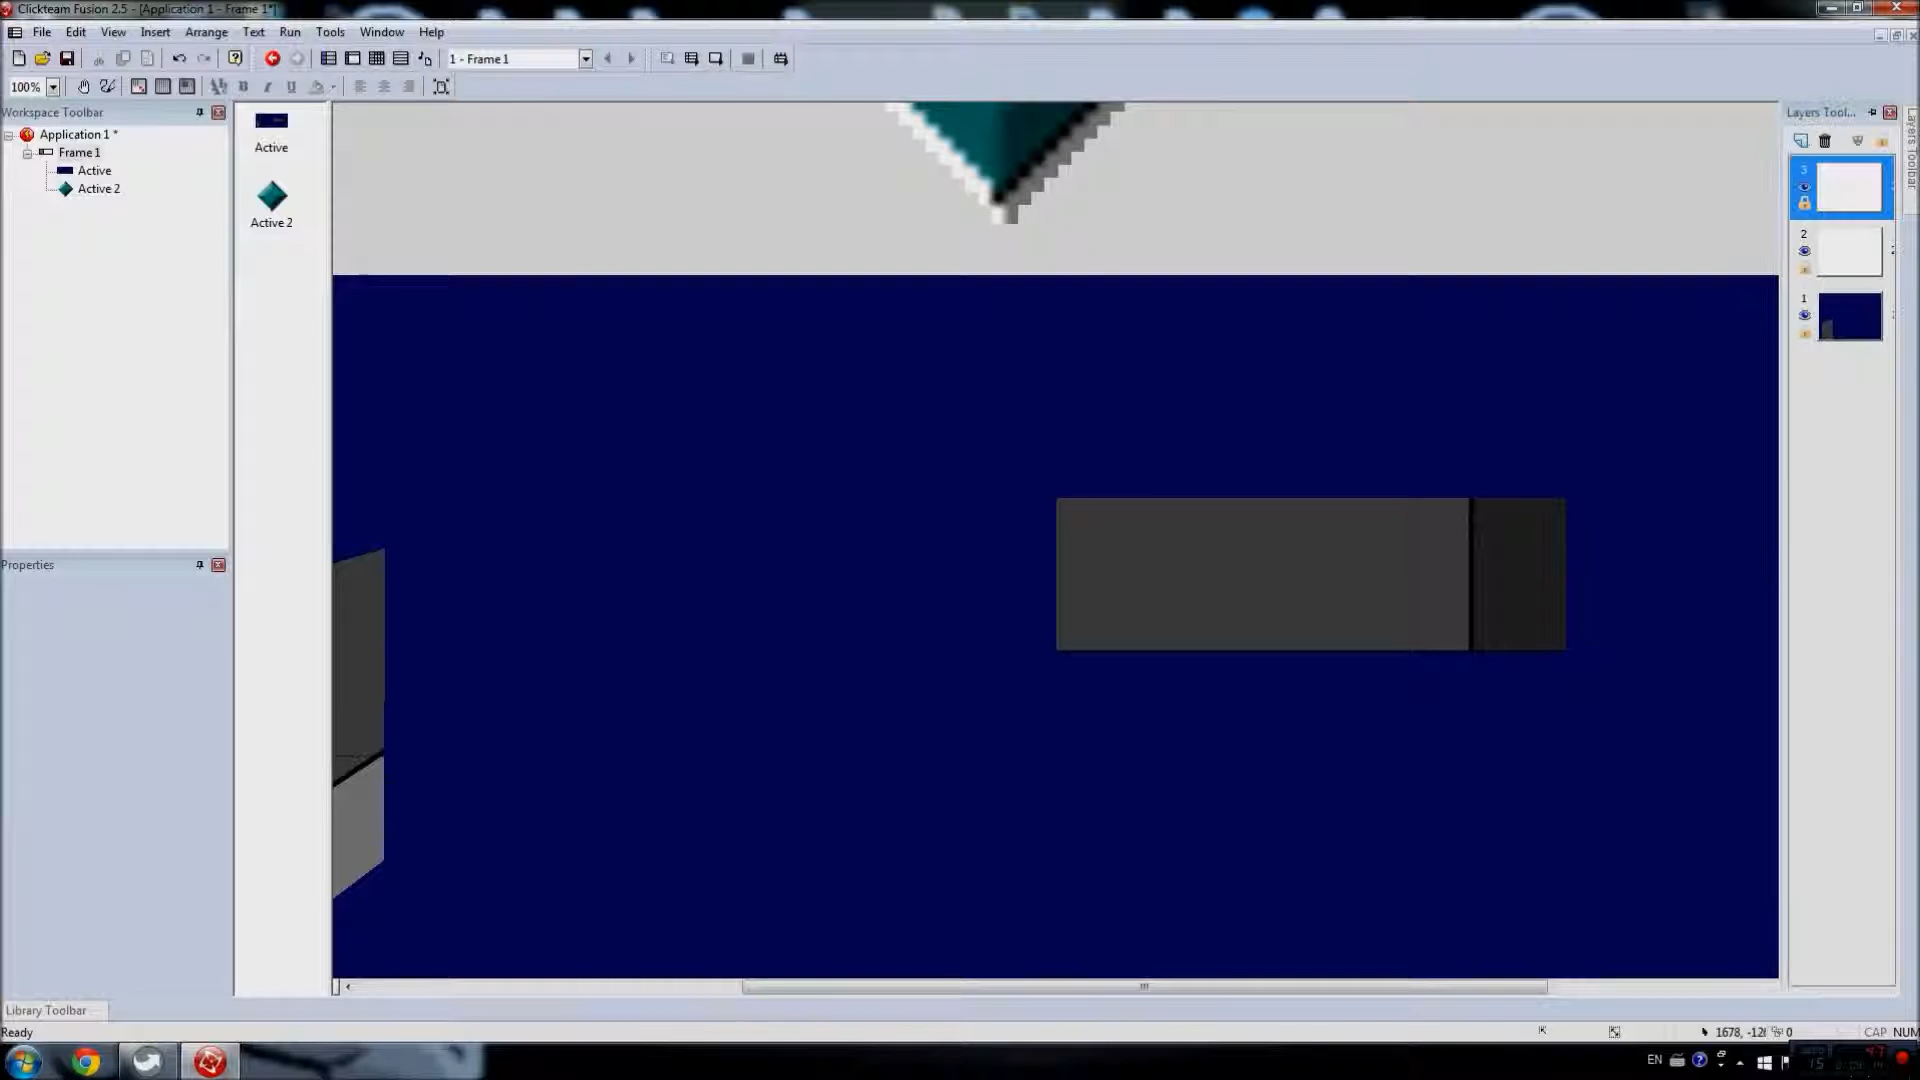 Clickteam Fusion 2.5 - [Application 1 - Frame 1*]
File Edit View Insert Arrange Text Run Tools Window Help
1 - Frame 1
100%
Workspace Toolbar
Application 1 *
Frame 1
Active
Active 2
Properties
Active
Active 2
Layers Tool...
Layers Toolbar
3
2
1
Library Toolbar
Ready
1678, -12
0
CAP NUM
EN